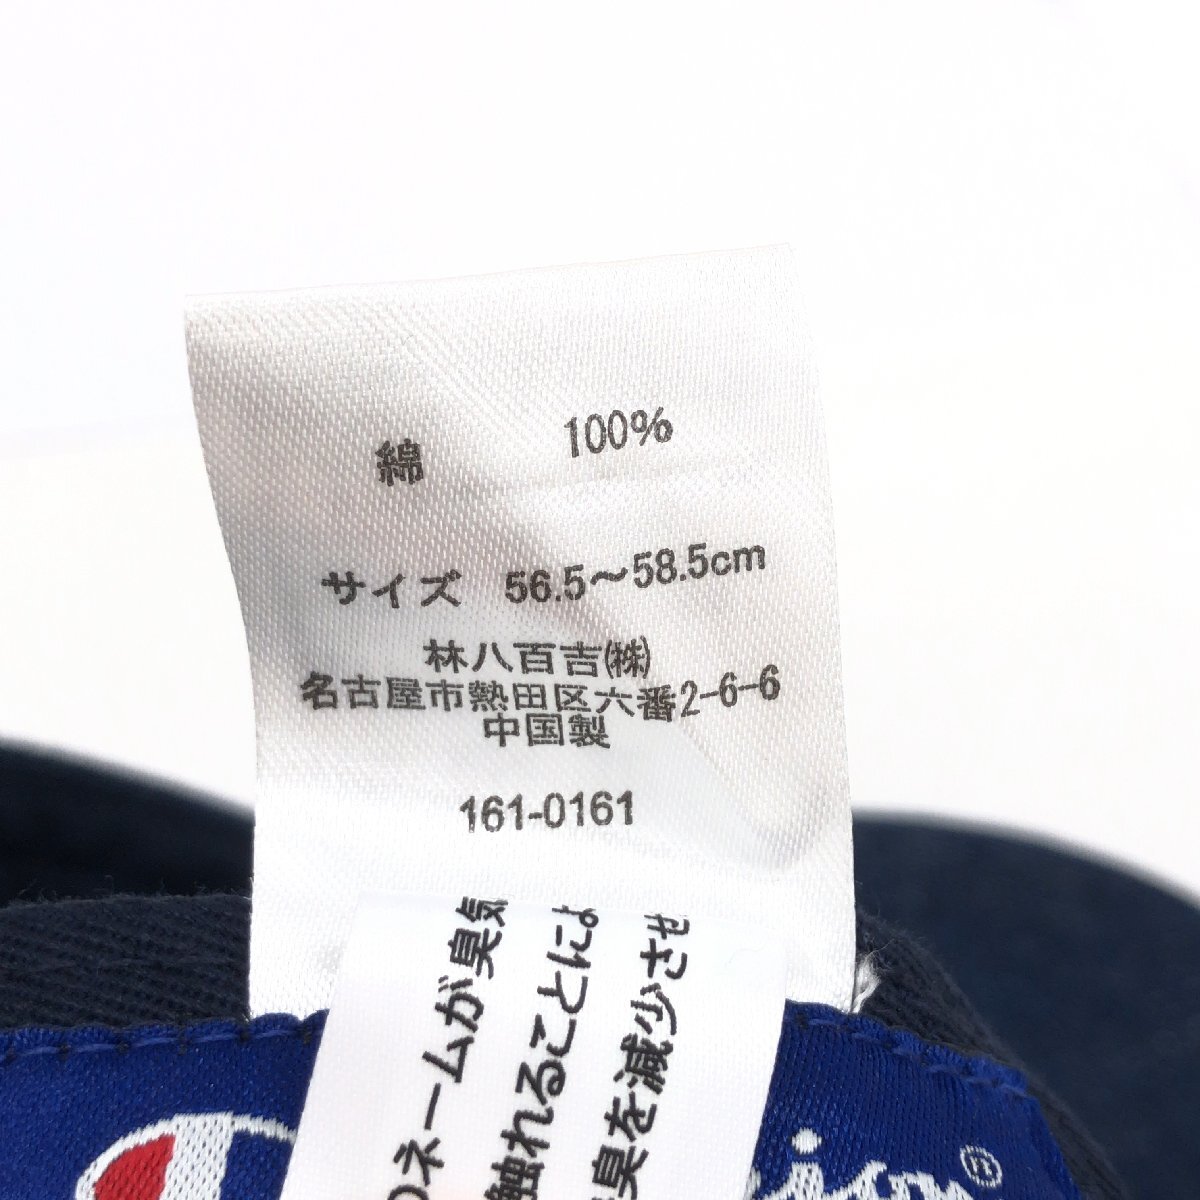 綿 100%
サイズ 56.5～58.5cm
林八百吉㈱
名古屋市熱田区六番2-6-6
中国製
161-0161
のネームが臭気
触れることによ
臭を減少させ
®